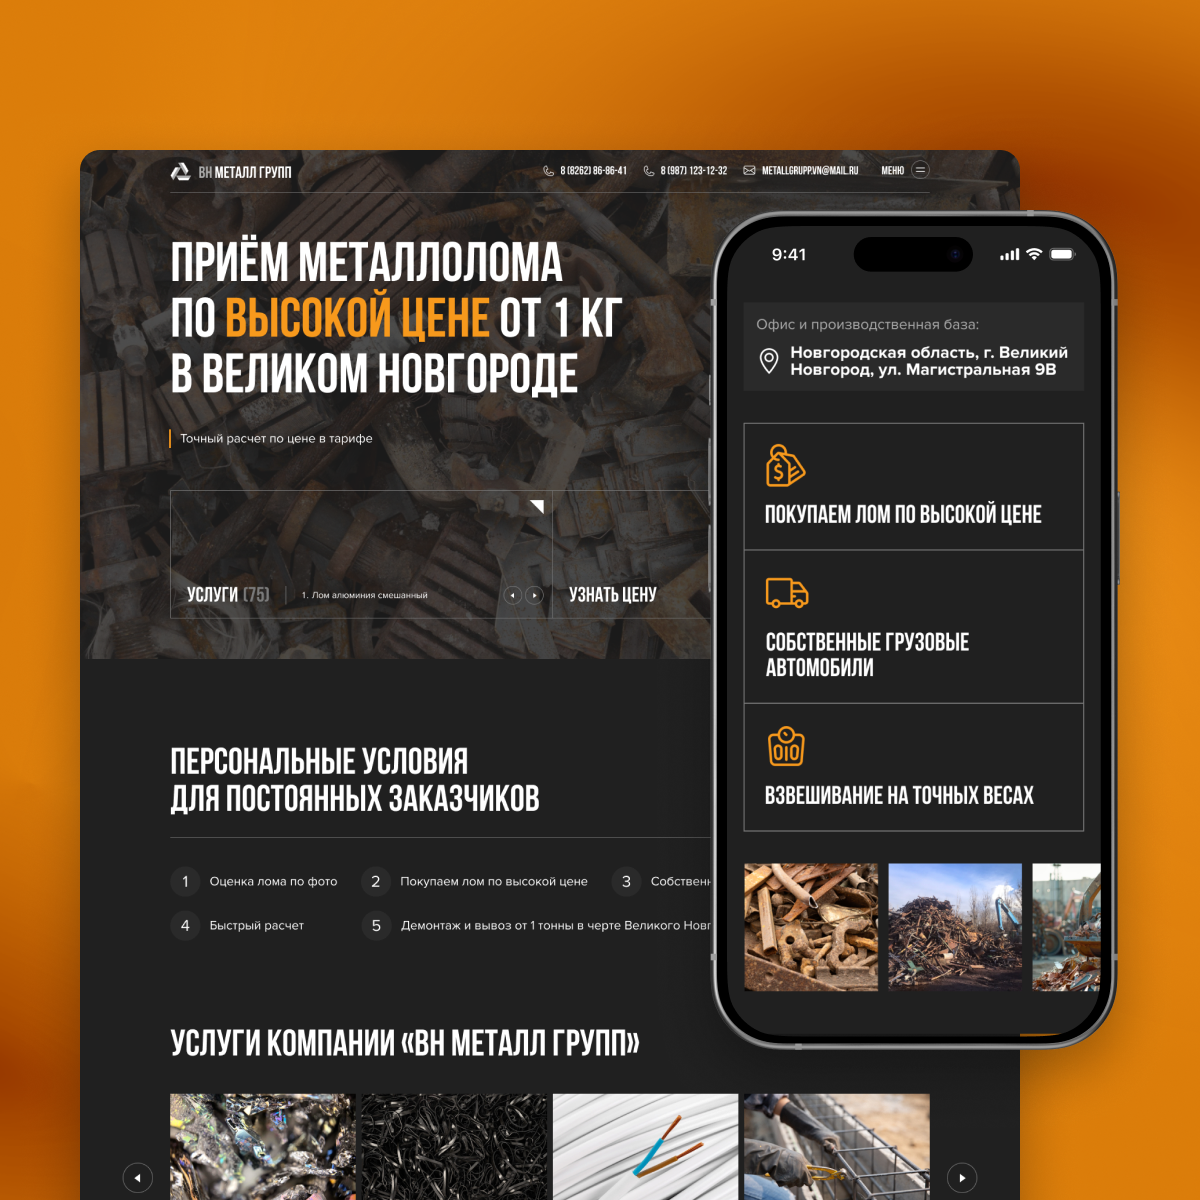 ВН МЕТАЛЛ ГРУПП
8 (8262) 86-86-41
8 (987) 123-12-32
METALLGRUPP.VN@MAIL.RU
МЕНЮ
ПРИЁМ МЕТАЛЛОЛОМА
ПО ВЫСОКОЙ ЦЕНЕ ОТ 1 КГ
В ВЕЛИКОМ НОВГОРОДЕ
Точный расчет по цене в тарифе
УСЛУГИ (75)
1. Лом алюминия смешанный
УЗНАТЬ ЦЕНУ
ПЕРСОНАЛЬНЫЕ УСЛОВИЯ
ДЛЯ ПОСТОЯННЫХ ЗАКАЗЧИКОВ
1 Оценка лома по фото
2 Покупаем лом по высокой цене
3 Собствен
4 Быстрый расчет
5 Демонтаж и вывоз от 1 тонны в черте Великого Новг
УСЛУГИ КОМПАНИИ «ВН МЕТАЛЛ ГРУПП»
9:41
Офис и производственная база:
Новгородская область, г. Великий
Новгород, ул. Магистральная 9В
ПОКУПАЕМ ЛОМ ПО ВЫСОКОЙ ЦЕНЕ
СОБСТВЕННЫЕ ГРУЗОВЫЕ
АВТОМОБИЛИ
ВЗВЕШИВАНИЕ НА ТОЧНЫХ ВЕСАХ